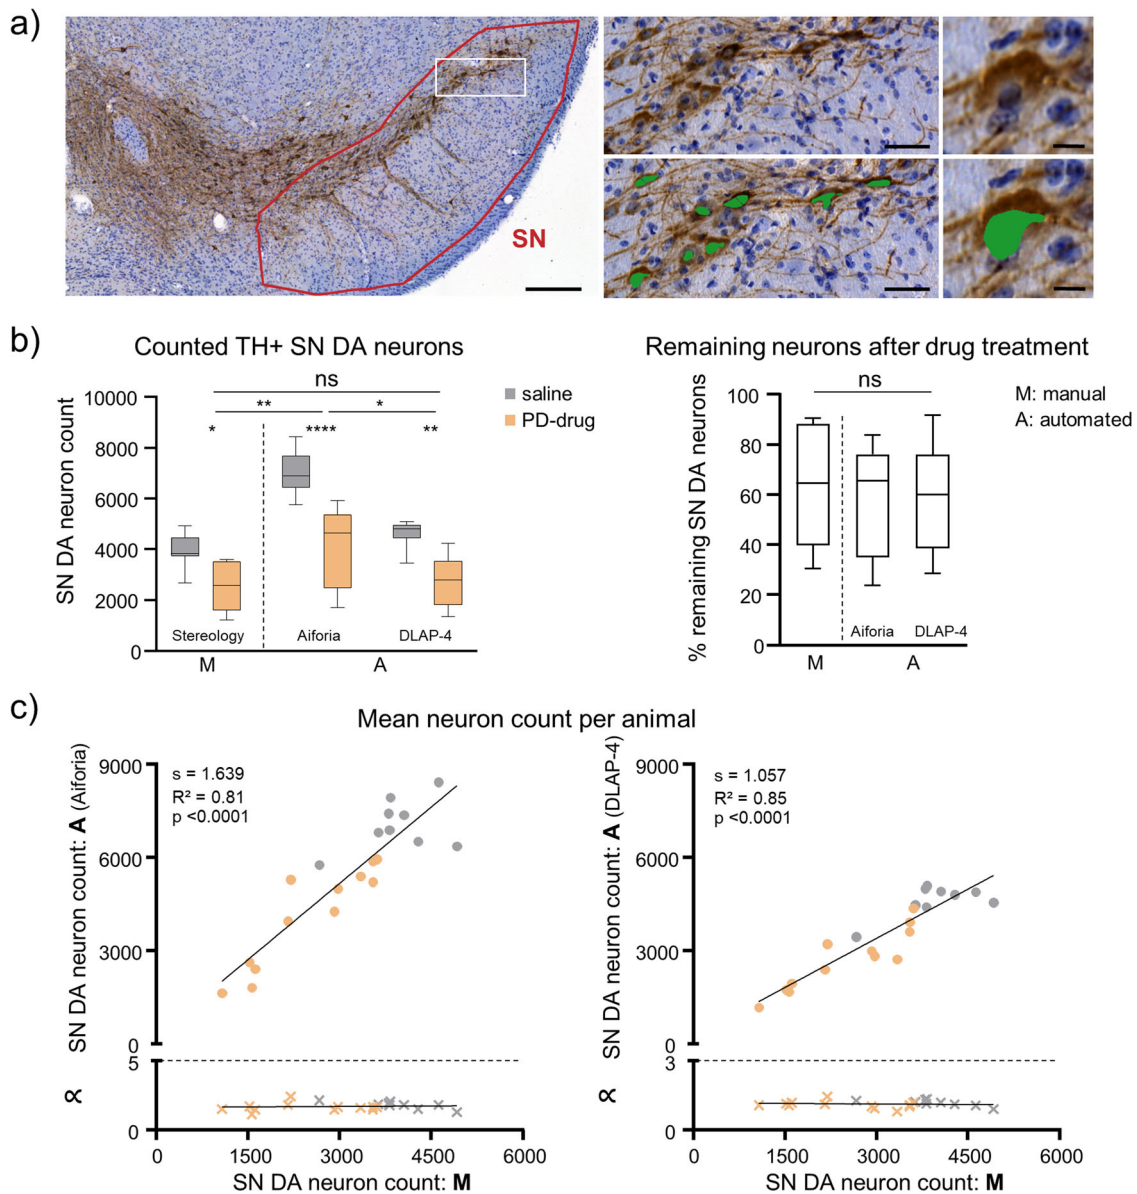 a)
SN
b)
Counted TH+ SN DA neurons
SN DA neuron count
10000
8000
6000
4000
2000
0
ns
** *
* **** **
Stereology Aiforia DLAP-4
M A
saline
PD-drug
Remaining neurons after drug treatment
% remaining SN DA neurons
100
80
60
40
20
0
ns
Aiforia DLAP-4
M A
M: manual
A: automated
c)
Mean neuron count per animal
SN DA neuron count: A (Aiforia)
9000
6000
3000
0
s = 1.639
R² = 0.81
p <0.0001
∝
5
0
0 1500 3000 4500 6000
SN DA neuron count: M
SN DA neuron count: A (DLAP-4)
9000
6000
3000
0
s = 1.057
R² = 0.85
p <0.0001
∝
3
0
0 1500 3000 4500 6000
SN DA neuron count: M